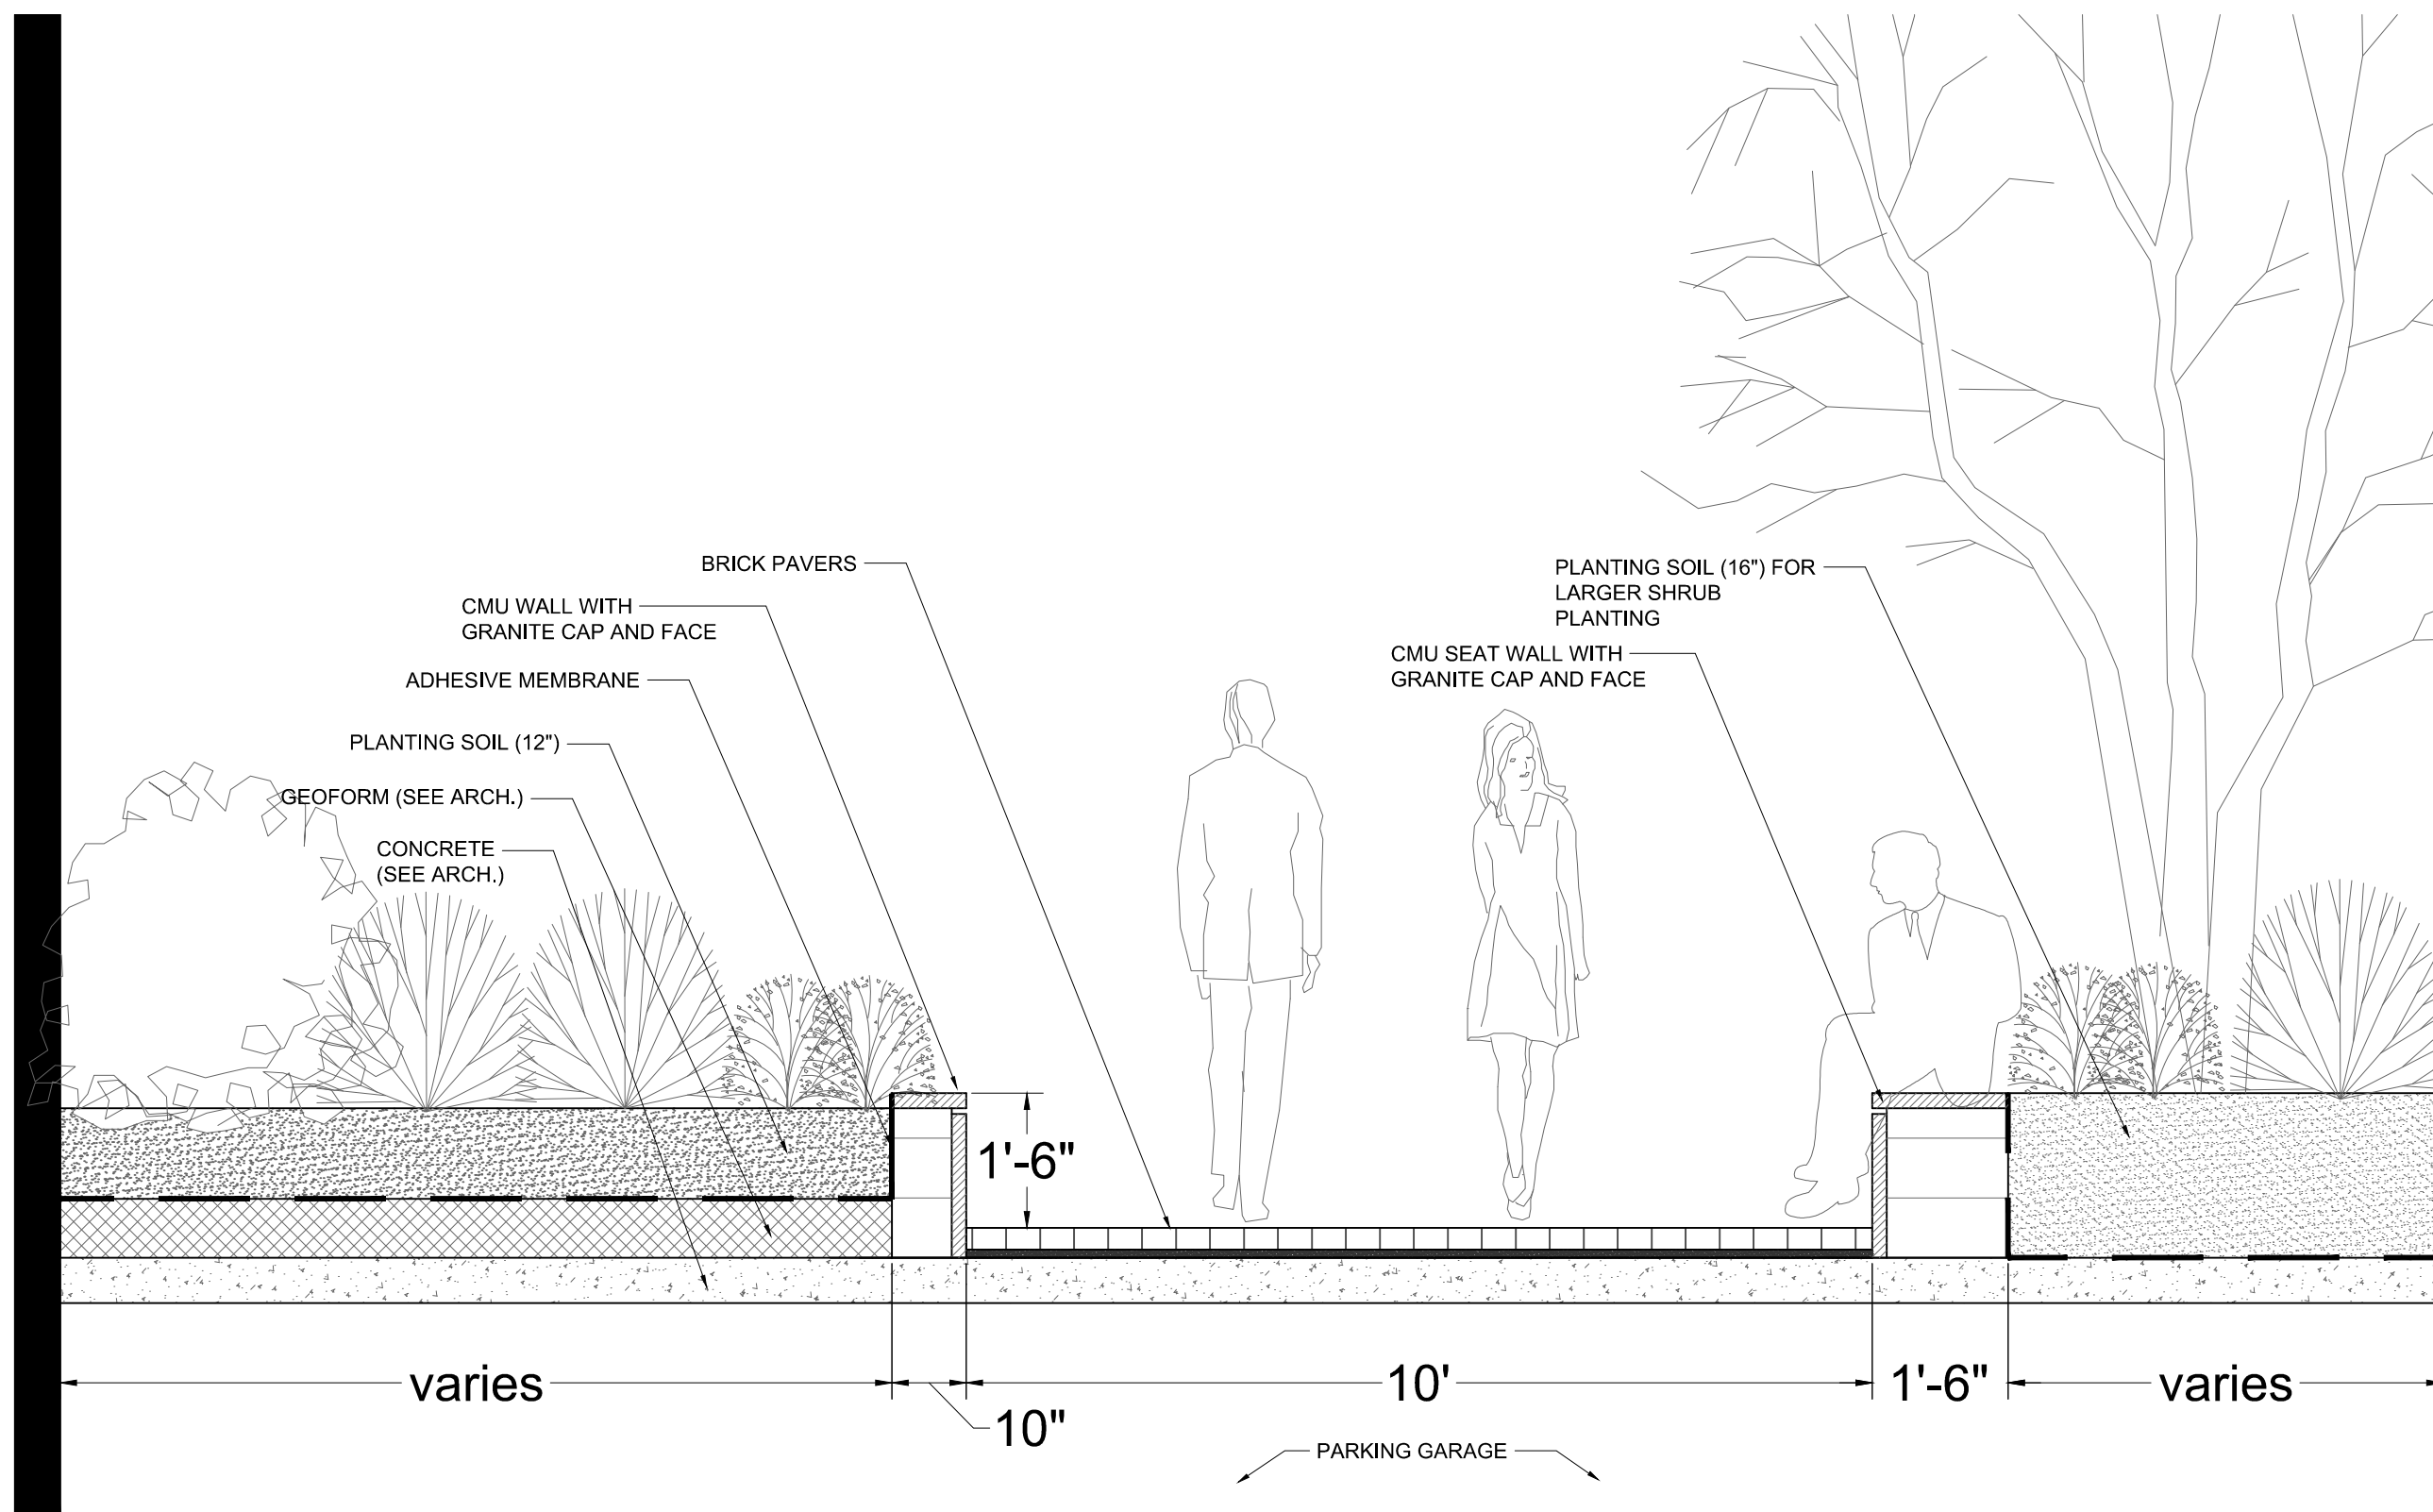 BRICK PAVERS
CMU WALL WITH
GRANITE CAP AND FACE
ADHESIVE MEMBRANE
PLANTING SOIL (12")
GEOFORM (SEE ARCH.)
CONCRETE
(SEE ARCH.)
PLANTING SOIL (16") FOR
LARGER SHRUB
PLANTING
CMU SEAT WALL WITH
GRANITE CAP AND FACE
1'-6"
varies
10"
10'
1'-6"
varies
PARKING GARAGE